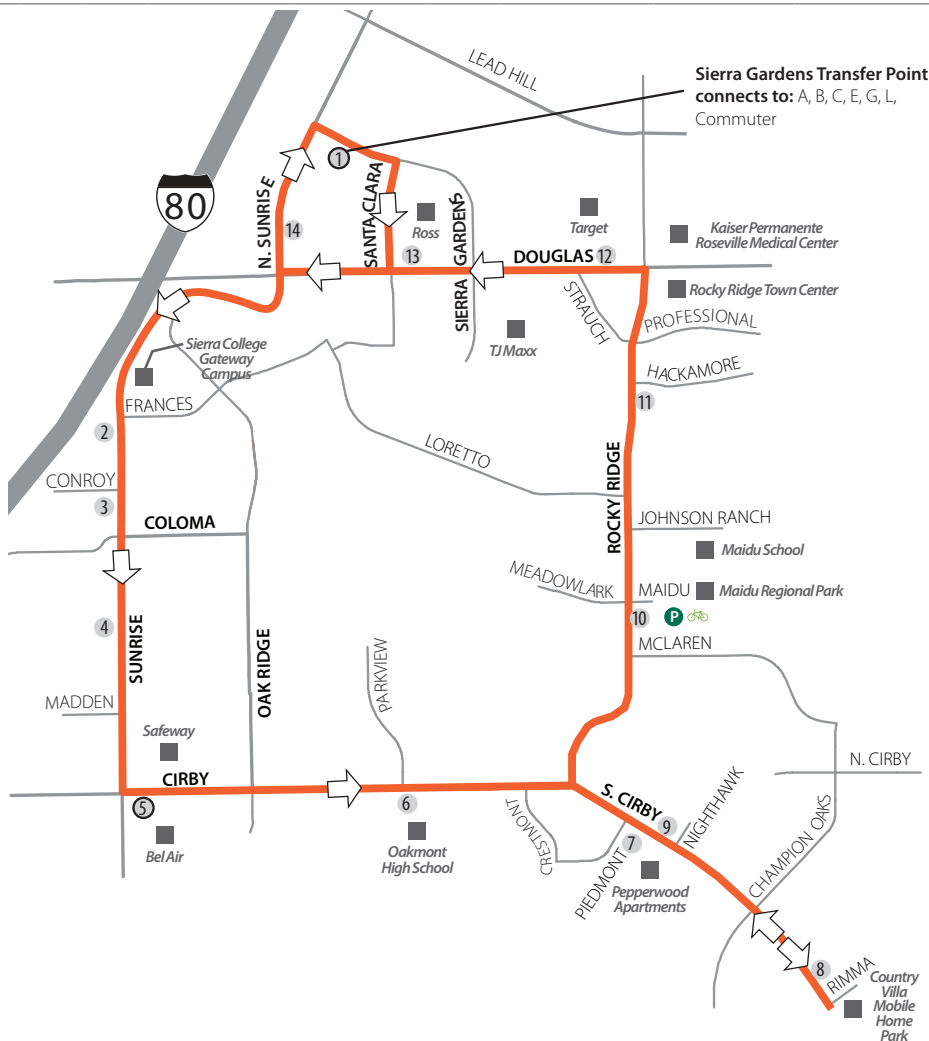 LEAD HILL
Sierra Gardens Transfer Point
connects to: A, B, C, E, G, L,
Commuter
1
80
N. SUNRISE
SANTA CLARA
SIERRA GARDENS
Ross
Target
Kaiser Permanente
Roseville Medical Center
14
13
DOUGLAS
12
STRAUCH
Rocky Ridge Town Center
PROFESSIONAL
TJ Maxx
Sierra College
Gateway
Campus
HACKAMORE
11
FRANCES
2
LORETTO
ROCKY RIDGE
CONROY
3
COLOMA
JOHNSON RANCH
Maidu School
MEADOWLARK
MAIDU
Maidu Regional Park
10
P
4
SUNRISE
OAK RIDGE
PARKVIEW
MCLAREN
MADDEN
Safeway
CIRBY
N. CIRBY
5
6
S. CIRBY
9
NIGHTHAWK
CRESTMONT
7
PIEDMONT
CHAMPION OAKS
Bel Air
Oakmont
High School
Pepperwood
Apartments
8
RIMMA
Country
Villa
Mobile
Home
Park